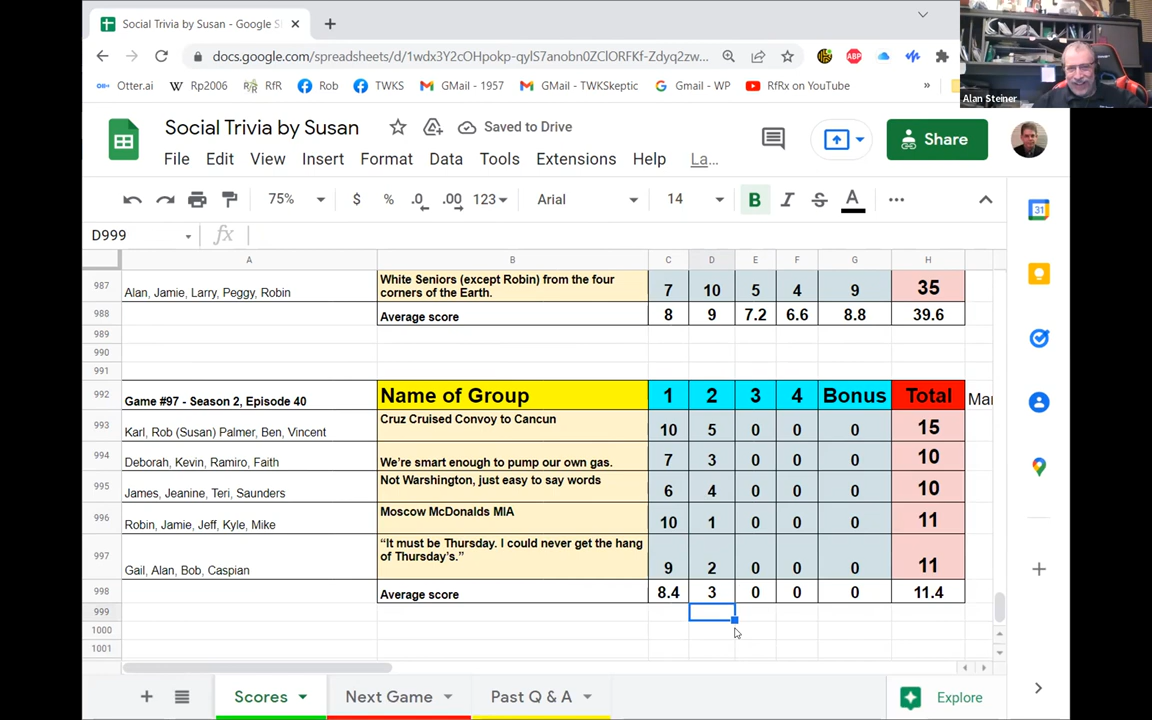 Social Trivia by Susan - Google S
docs.google.com/spreadsheets/d/1wdx3Y2cOHpokp-qylS7anobn0ZClORFKf-Zdyq2zw...
ABP
Otter.ai
Rp2006
RfR
Rob
TWKS
GMail - 1957
GMail - TWKSkeptic
Gmail - WP
RfRx on YouTube
»
Alan Steiner
Social Trivia by Susan
Saved to Drive
File Edit View Insert Format Data Tools Extensions Help La...
Share
75% $ % .0 .00 123 Arial 14 B I S A
31
D999 fx
A B C D E F G H
987 Alan, Jamie, Larry, Peggy, Robin White Seniors (except Robin) from the four corners of the Earth. 7 10 5 4 9 35
988 Average score 8 9 7.2 6.6 8.8 39.6
989
990
991
992 Game #97 - Season 2, Episode 40 Name of Group 1 2 3 4 Bonus Total
993 Karl, Rob (Susan) Palmer, Ben, Vincent Cruz Cruised Convoy to Cancun 10 5 0 0 0 15
994 Deborah, Kevin, Ramiro, Faith We’re smart enough to pump our own gas. 7 3 0 0 0 10
995 James, Jeanine, Teri, Saunders Not Warshington, just easy to say words 6 4 0 0 0 10
996 Robin, Jamie, Jeff, Kyle, Mike Moscow McDonalds MIA 10 1 0 0 0 11
997 Gail, Alan, Bob, Caspian “It must be Thursday. I could never get the hang of Thursday’s.” 9 2 0 0 0 11
998 Average score 8.4 3 0 0 0 11.4
999
1000
1001
Scores
Next Game
Past Q & A
Explore